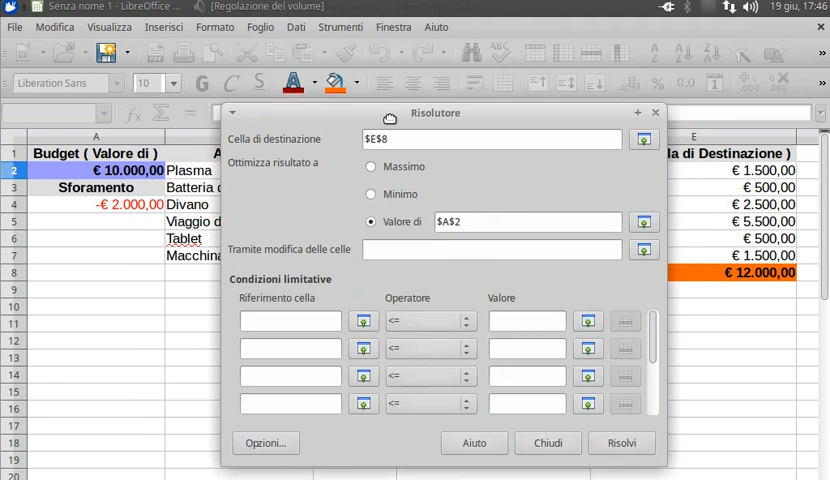 Senza nome 1 - LibreOffice ...
[Regolazione del volume]
19 giu, 17:46
File Modifica Visualizza Inserisci Formato Foglio Dati Strumenti Finestra Aiuto
Liberation Sans 10 G C S
% 0.0
Risolutore
Cella di destinazione $E$8
Ottimizza risultato a Massimo
Minimo
Valore di $A$2
Tramite modifica delle celle
Condizioni limitative
Riferimento cella Operatore Valore
<=
<=
<=
<=
Opzioni... Aiuto Chiudi Risolvi
A E
1 Budget ( Valore di ) di Destinazione )
2 € 10.000,00 Plasma € 1.500,00
3 Sforamento Batteria € 500,00
4 -€ 2.000,00 Divano € 2.500,00
5 Viaggio € 5.500,00
6 Tablet € 500,00
7 Macchina € 1.500,00
8 € 12.000,00
9
10
11
12
13
14
15
16
17
18
19
20